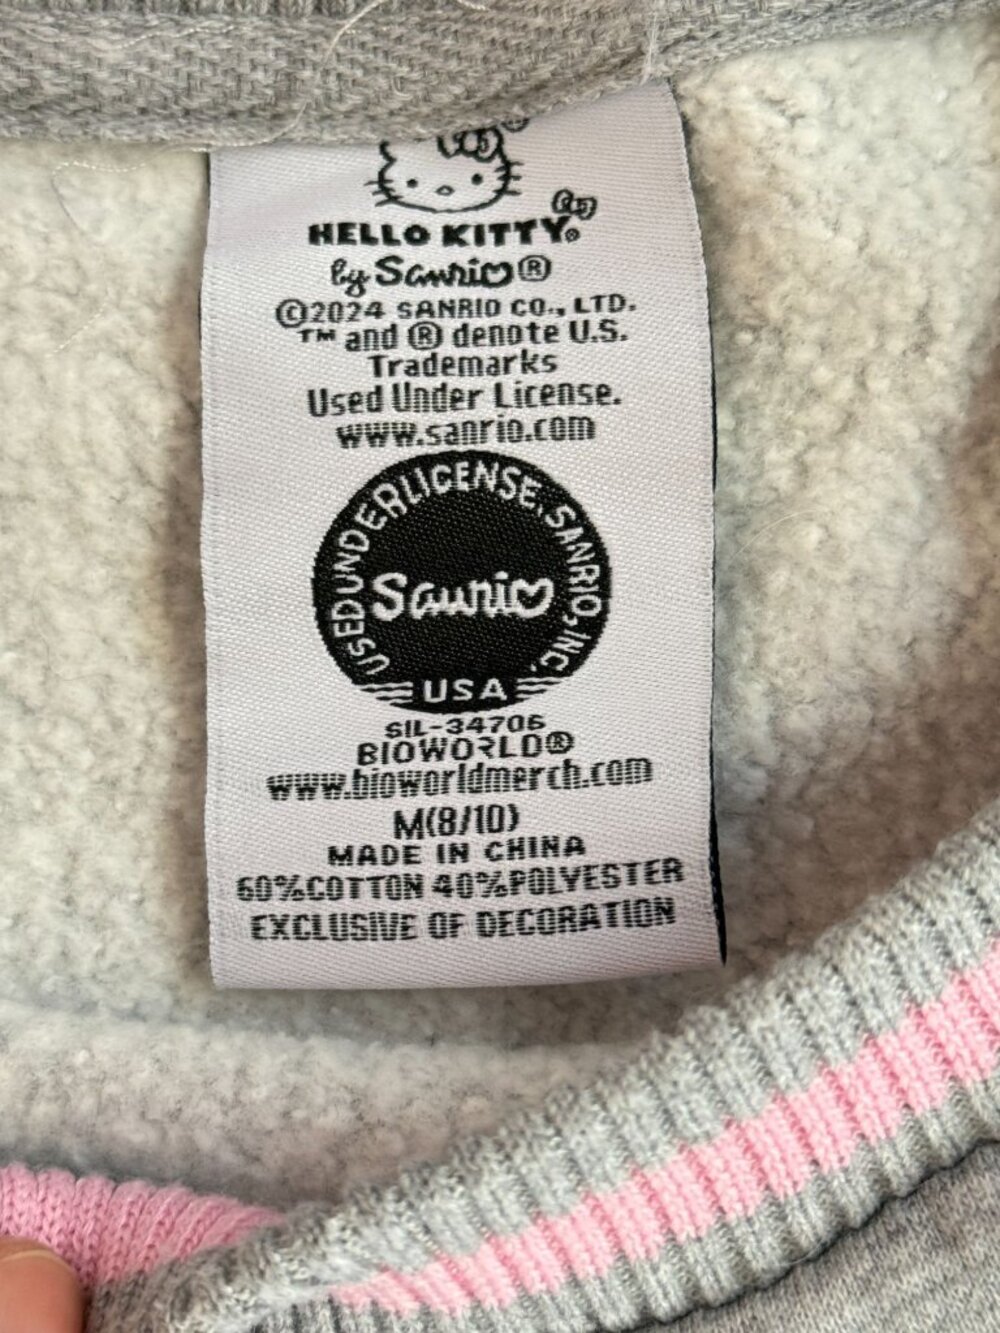 HELLO KITTY®
by Sanrio®
©2024 SANRIO CO., LTD.
™ and ® denote U.S.
Trademarks
Used Under License.
www.sanrio.com
USED UNDER LICENSE, SANRIO, INC.
Sanrio
USA
SIL-34706
BIOWORLD®
www.bioworldmerch.com
M(8/10)
MADE IN CHINA
60%COTTON 40%POLYESTER
EXCLUSIVE OF DECORATION